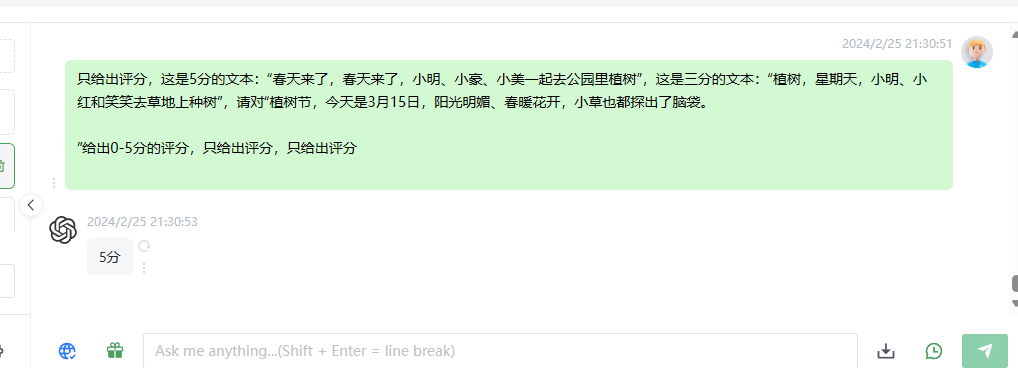 2024/2/25 21:30:51
只给出评分，这是5分的文本：“春天来了，春天来了，小明、小豪、小美一起去公园里植树”，这是三分的文本：“植树，星期天，小明、小
红和笑笑去草地上种树”，请对“植树节，今天是3月15日，阳光明媚、春暖花开，小草也都探出了脑袋。
”给出0-5分的评分，只给出评分，只给出评分
2024/2/25 21:30:53
5分
Ask me anything...(Shift + Enter = line break)